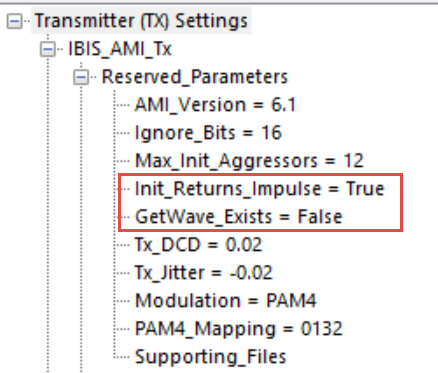 Transmitter (TX) Settings
IBIS_AMI_Tx
Reserved_Parameters
AMI_Version = 6.1
Ignore_Bits = 16
Max_Init_Aggressors = 12
Init_Returns_Impulse = True
GetWave_Exists = False
Tx_DCD = 0.02
Tx_Jitter = -0.02
Modulation = PAM4
PAM4_Mapping = 0132
Supporting_Files